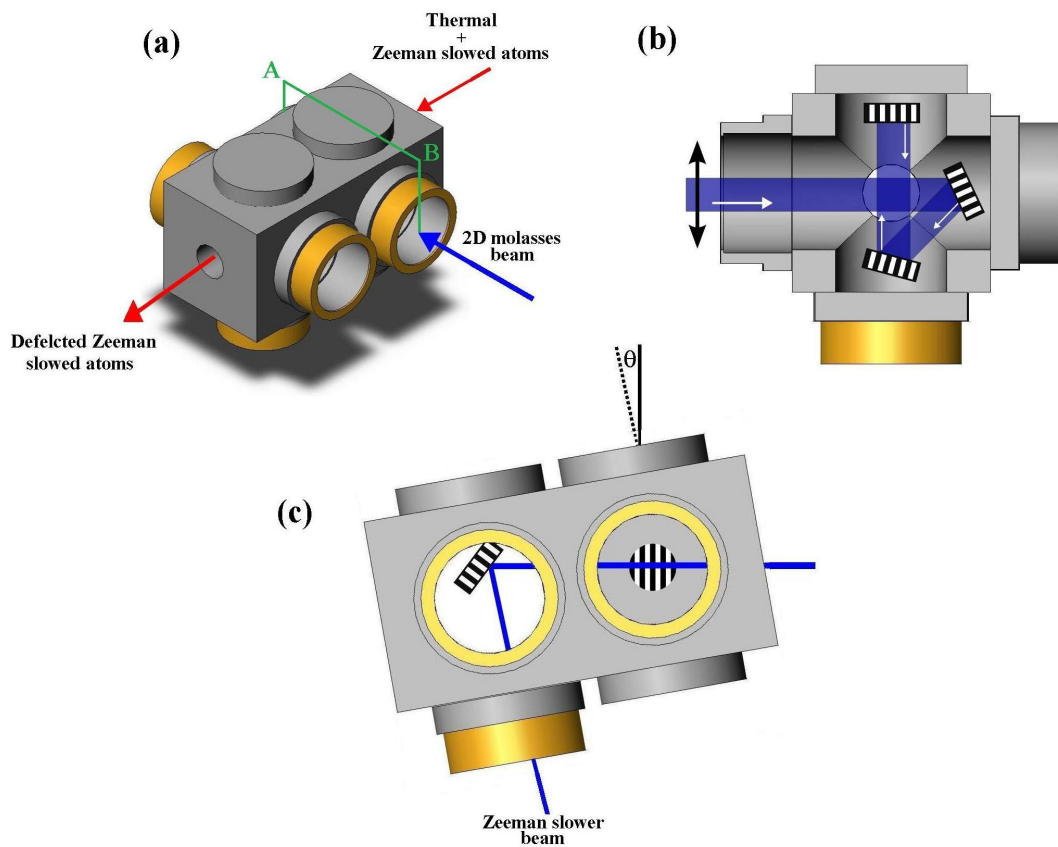 (a)
Thermal
+
Zeeman slowed atoms
A
B
2D molasses
beam
Defelcted Zeeman
slowed atoms
(b)
(c)
θ
Zeeman slower
beam